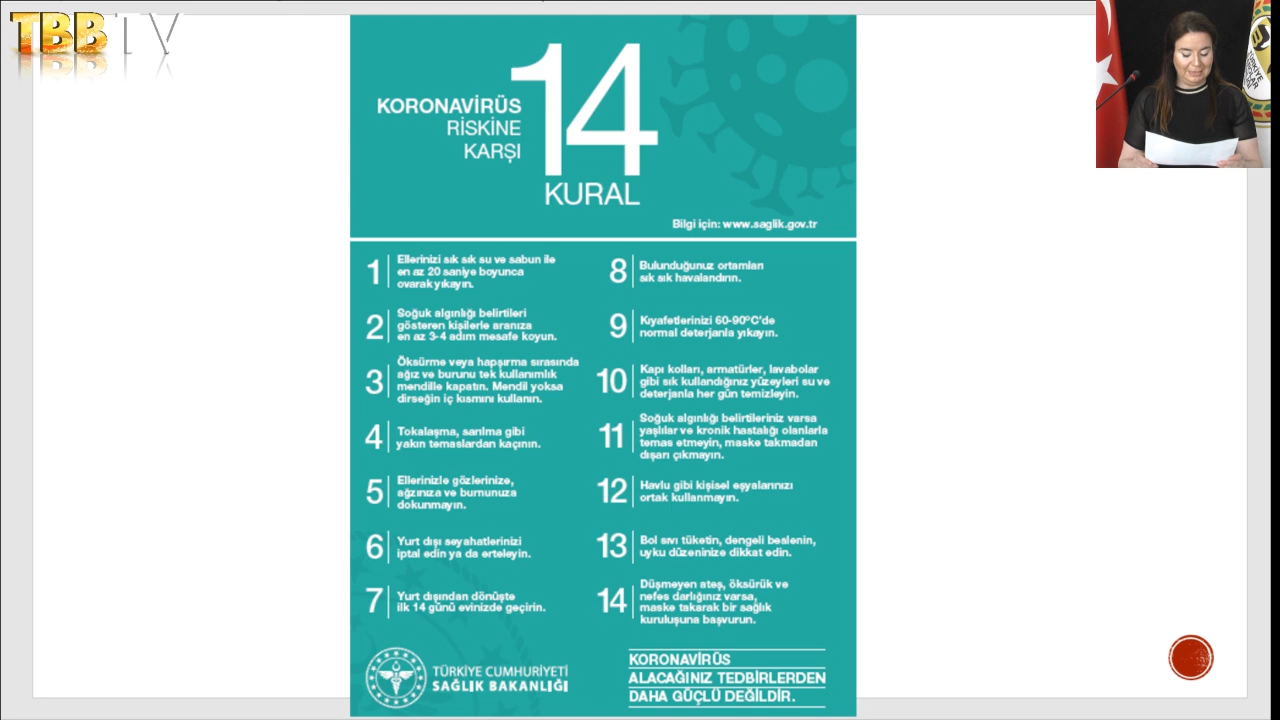 TBB TV
KORONAVİRÜS
RİSKİNE
KARŞI
14
KURAL
Bilgi için: www.saglik.gov.tr
1
Ellerinizi sık sık su ve sabun ile
en az 20 saniye boyunca
ovarak yıkayın.
2
Soğuk algınlığı belirtileri
gösteren kişilerle aranıza
en az 3-4 adım mesafe koyun.
3
Öksürme veya hapşırma sırasında
ağız ve burunu tek kullanımlık
mendille kapatın. Mendil yoksa
dirseğin iç kısmını kullanın.
4
Tokalaşma, sarılma gibi
yakın temaslardan kaçının.
5
Ellerinizle gözlerinize,
ağzınıza ve burnunuza
dokunmayın.
6
Yurt dışı seyahatlerinizi
iptal edin ya da erteleyin.
7
Yurt dışından dönüşte
ilk 14 günü evinizde geçirin.
8
Bulunduğunuz ortamları
sık sık havalandırın.
9
Kıyafetlerinizi 60-90°C'de
normal deterjanla yıkayın.
10
Kapı kolları, armatürler, lavabolar
gibi sık kullandığınız yüzeyleri su ve
deterjanla her gün temizleyin.
11
Soğuk algınlığı belirtileriniz varsa
yaşlılar ve kronik hastalığı olanlarla
temas etmeyin, maske takmadan
dışarı çıkmayın.
12
Havlu gibi kişisel eşyalarınızı
ortak kullanmayın.
13
Bol sıvı tüketin, dengeli beslenin,
uyku düzeninize dikkat edin.
14
Düşmeyen ateş, öksürük ve
nefes darlığınız varsa,
maske takarak bir sağlık
kuruluşuna başvurun.
TÜRKİYE CUMHURİYETİ
SAĞLIK BAKANLIĞI
KORONAVİRÜS
ALACAĞINIZ TEDBİRLERDEN
DAHA GÜÇLÜ DEĞİLDİR.